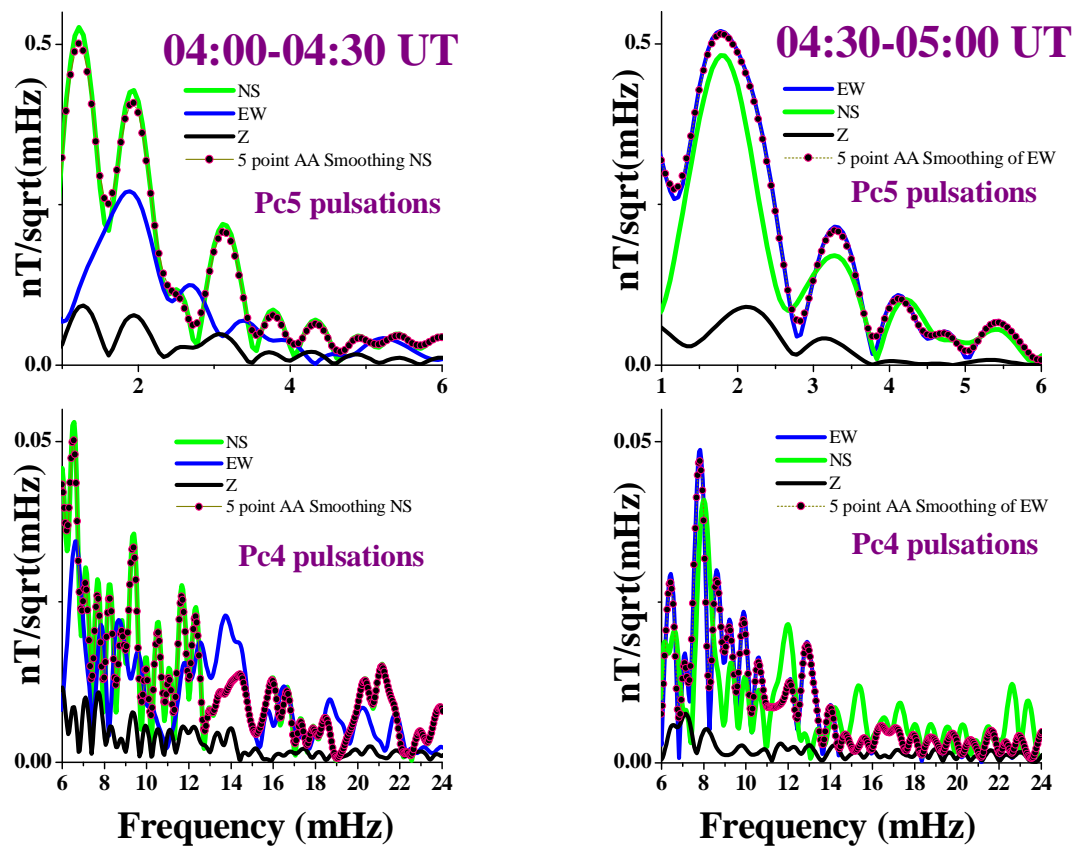 04:00-04:30 UT
nT/sqrt(mHz)
0.5
0.0
NS
EW
Z
5 point AA Smoothing NS
Pc5 pulsations
2 4 6
04:30-05:00 UT
nT/sqrt(mHz)
0.5
0.0
EW
NS
Z
5 point AA Smoothing of EW
Pc5 pulsations
1 2 3 4 5 6
nT/sqrt(mHz)
0.05
0.00
NS
EW
Z
5 point AA Smoothing NS
Pc4 pulsations
6 8 10 12 14 16 18 20 22 24
Frequency (mHz)
nT/sqrt(mHz)
0.05
0.00
EW
NS
Z
5 point AA Smoothing of EW
Pc4 pulsations
6 8 10 12 14 16 18 20 22 24
Frequency (mHz)